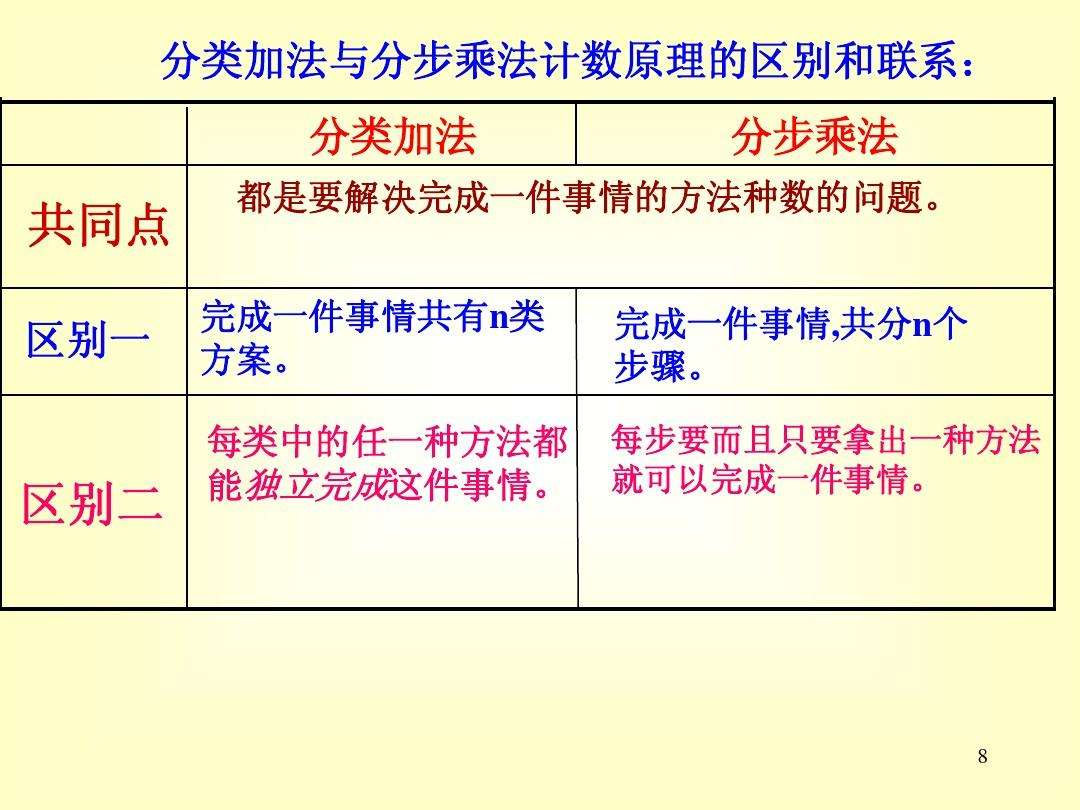 分类加法与分步乘法计数原理的区别和联系：
分类加法
分步乘法
共同点
都是要解决完成一件事情的方法种数的问题。
区别一
完成一件事情共有n类
方案。
完成一件事情,共分n个
步骤。
区别二
每类中的任一种方法都
能独立完成这件事情。
每步要而且只要拿出一种方法
就可以完成一件事情。
8